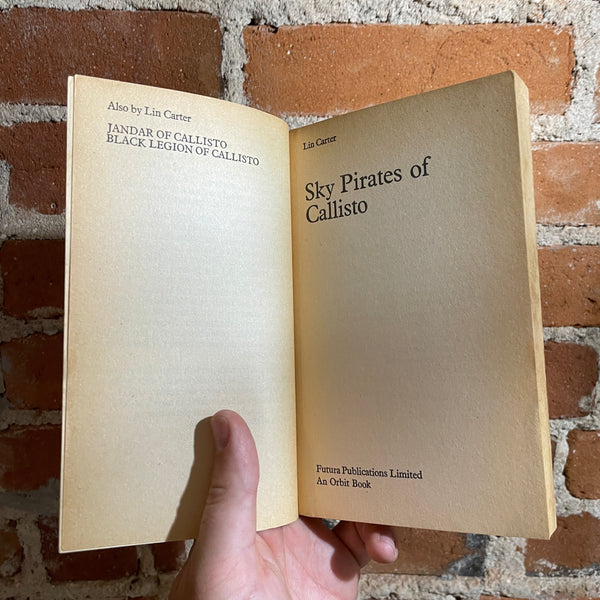 Also by Lin Carter
JANDAR OF CALLISTO
BLACK LEGION OF CALLISTO
Lin Carter
Sky Pirates of
Callisto
Futura Publications Limited
An Orbit Book